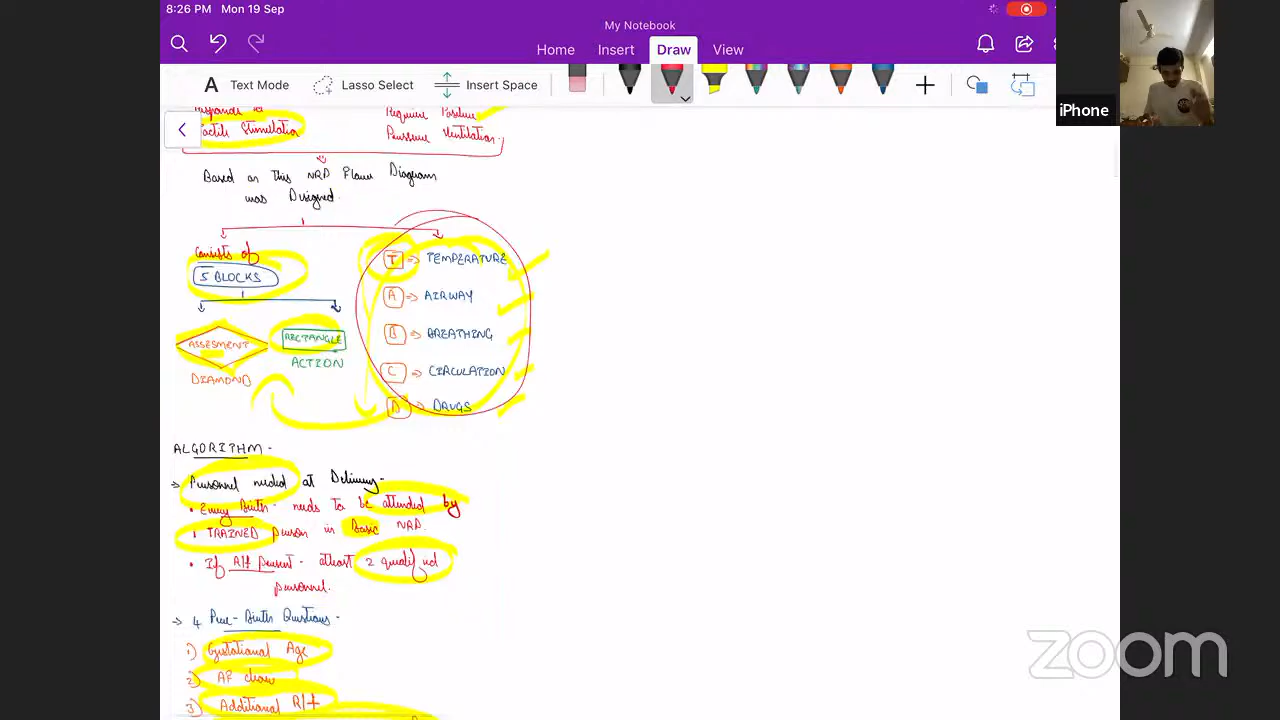 8:26 PM Mon 19 Sep
My Notebook
Home Insert Draw View
A Text Mode Lasso Select Insert Space
iPhone
Responds to
Tactile Stimulation
Require Positive
Pressure Ventilation.
Based on this NRP Flow Diagram
was Designed.
Consists of
5 BLOCKS
ASSESMENT
DIAMOND
RECTANGLE
ACTION
T ⇒ TEMPERATURE
A ⇒ AIRWAY
B ⇒ BREATHING
C ⇒ CIRCULATION
D ⇒ DRUGS
ALGORITHM -
→ Personnel needed at Delivery -
• Every Birth - needs to be attended by
• TRAINED person in Basic NRP.
• If R/f present - atleast 2 qualified
personnel.
→ 4 Pre-Birth Questions -
1) Gestational Age
2) AF clear
3) Additional R/f
zoom